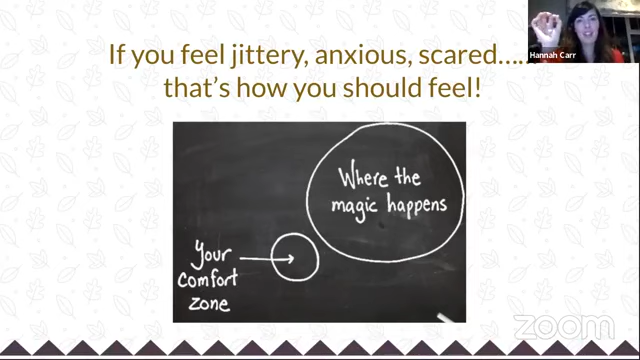 If you feel jittery, anxious, scared.....
that's how you should feel!
Hannah Carr
Where the
magic happens
Your
comfort
zone
zoom